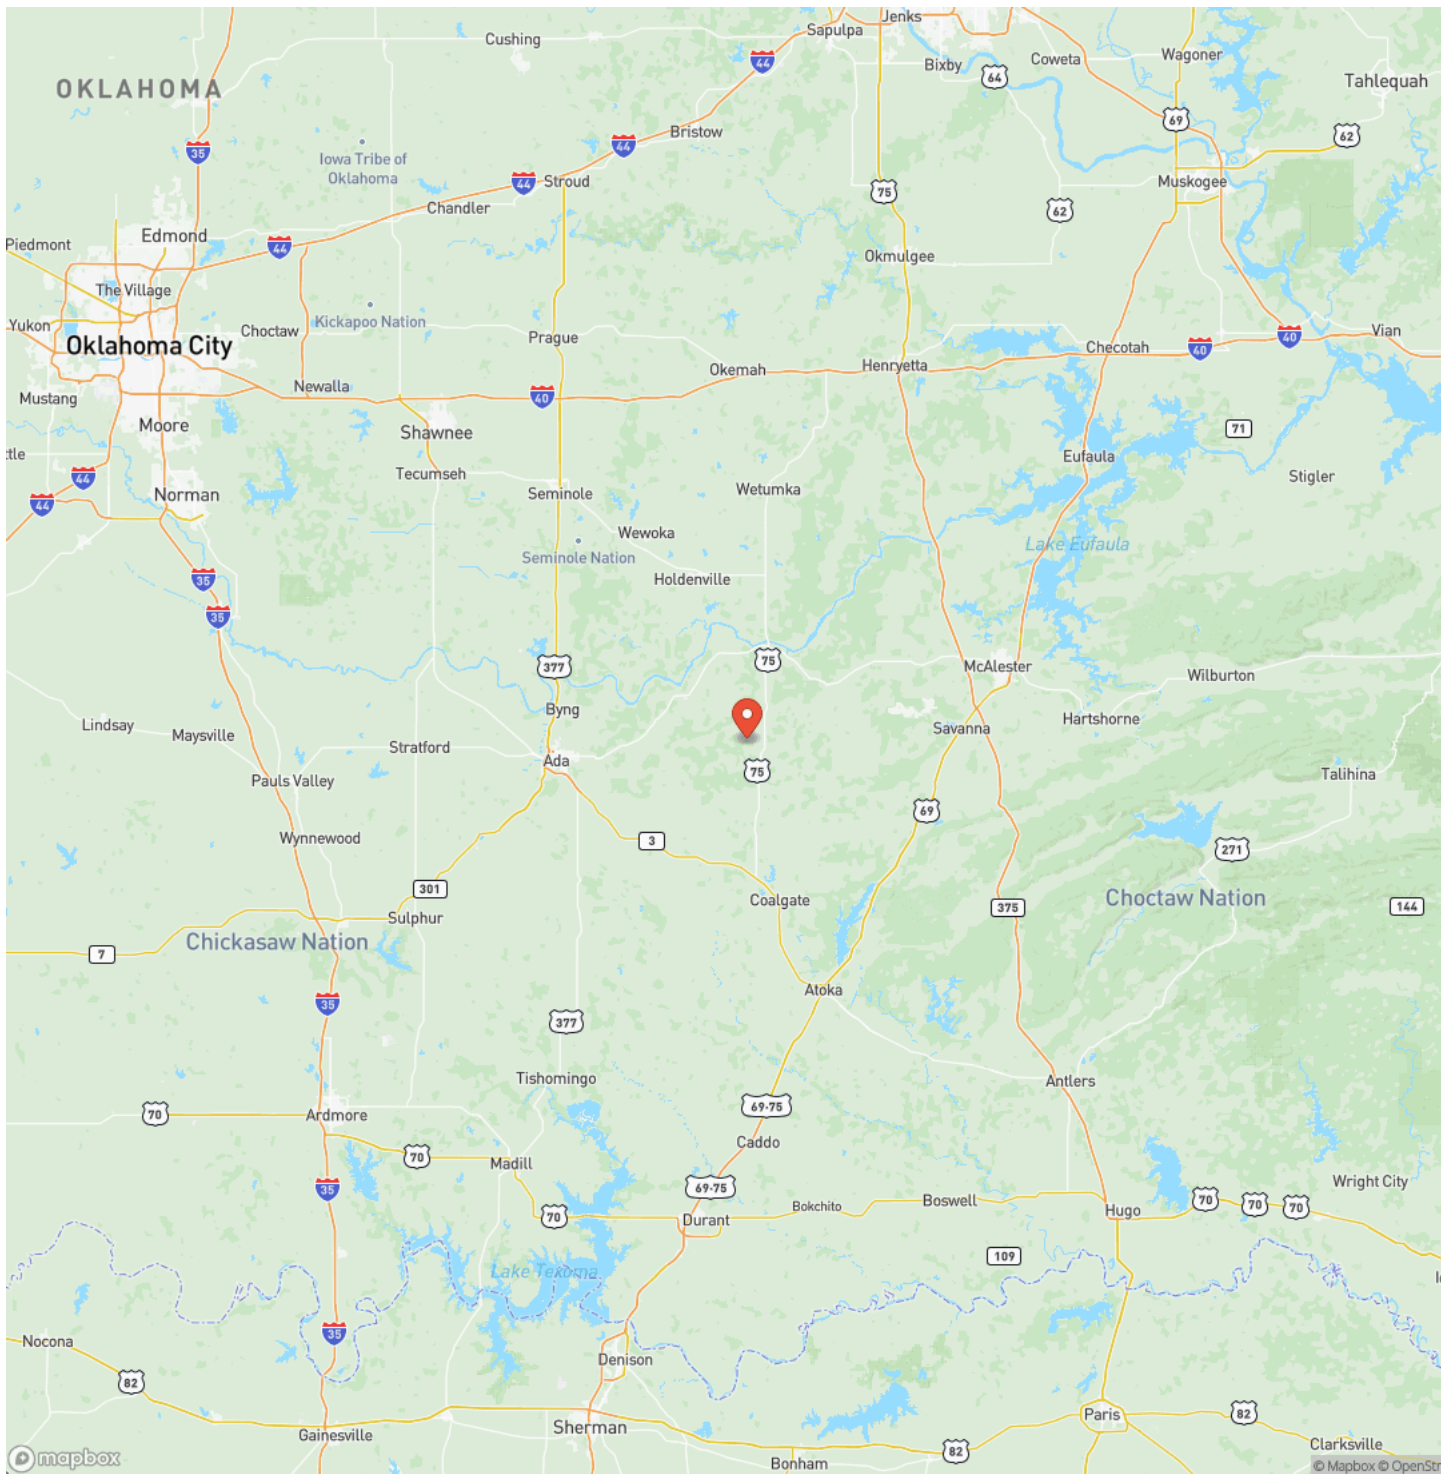 Jenks
Sapulpa
Cushing
44
Bixby
Coweta
Wagoner
64
Tahlequah
OKLAHOMA
69
Bristow
62
44
35
Iowa Tribe of
Oklahoma
44
Stroud
Muskogee
75
Chandler
62
Piedmont
Edmond
44
Okmulgee
The Village
Kickapoo Nation
Yukon
Choctaw
Vian
40
Oklahoma City
Prague
Checotah
40
Okemah
Henryetta
Newalla
Mustang
40
Moore
Shawnee
71
ttle
Eufaula
44
Tecumseh
Stigler
Norman
Seminole
Wetumka
44
Wewoka
Lake Eufaula
Seminole Nation
35
Holdenville
35
75
377
McAlester
Wilburton
Byng
Lindsay
Hartshorne
Maysville
Savanna
Stratford
Ada
75
Talihina
Pauls Valley
69
Wynnewood
3
271
301
Coalgate
Choctaw Nation
375
144
Sulphur
Chickasaw Nation
7
Atoka
35
377
Tishomingo
Antlers
70
Ardmore
69-75
Caddo
70
Madill
Wright City
35
69-75
70
70
70
Boswell
Bokchito
Hugo
70
Durant
109
Lake Texoma
35
Nocona
Denison
82
Paris
82
Sherman
Gainesville
Clarksville
82
mapbox
Bonham
© Mapbox © OpenStr